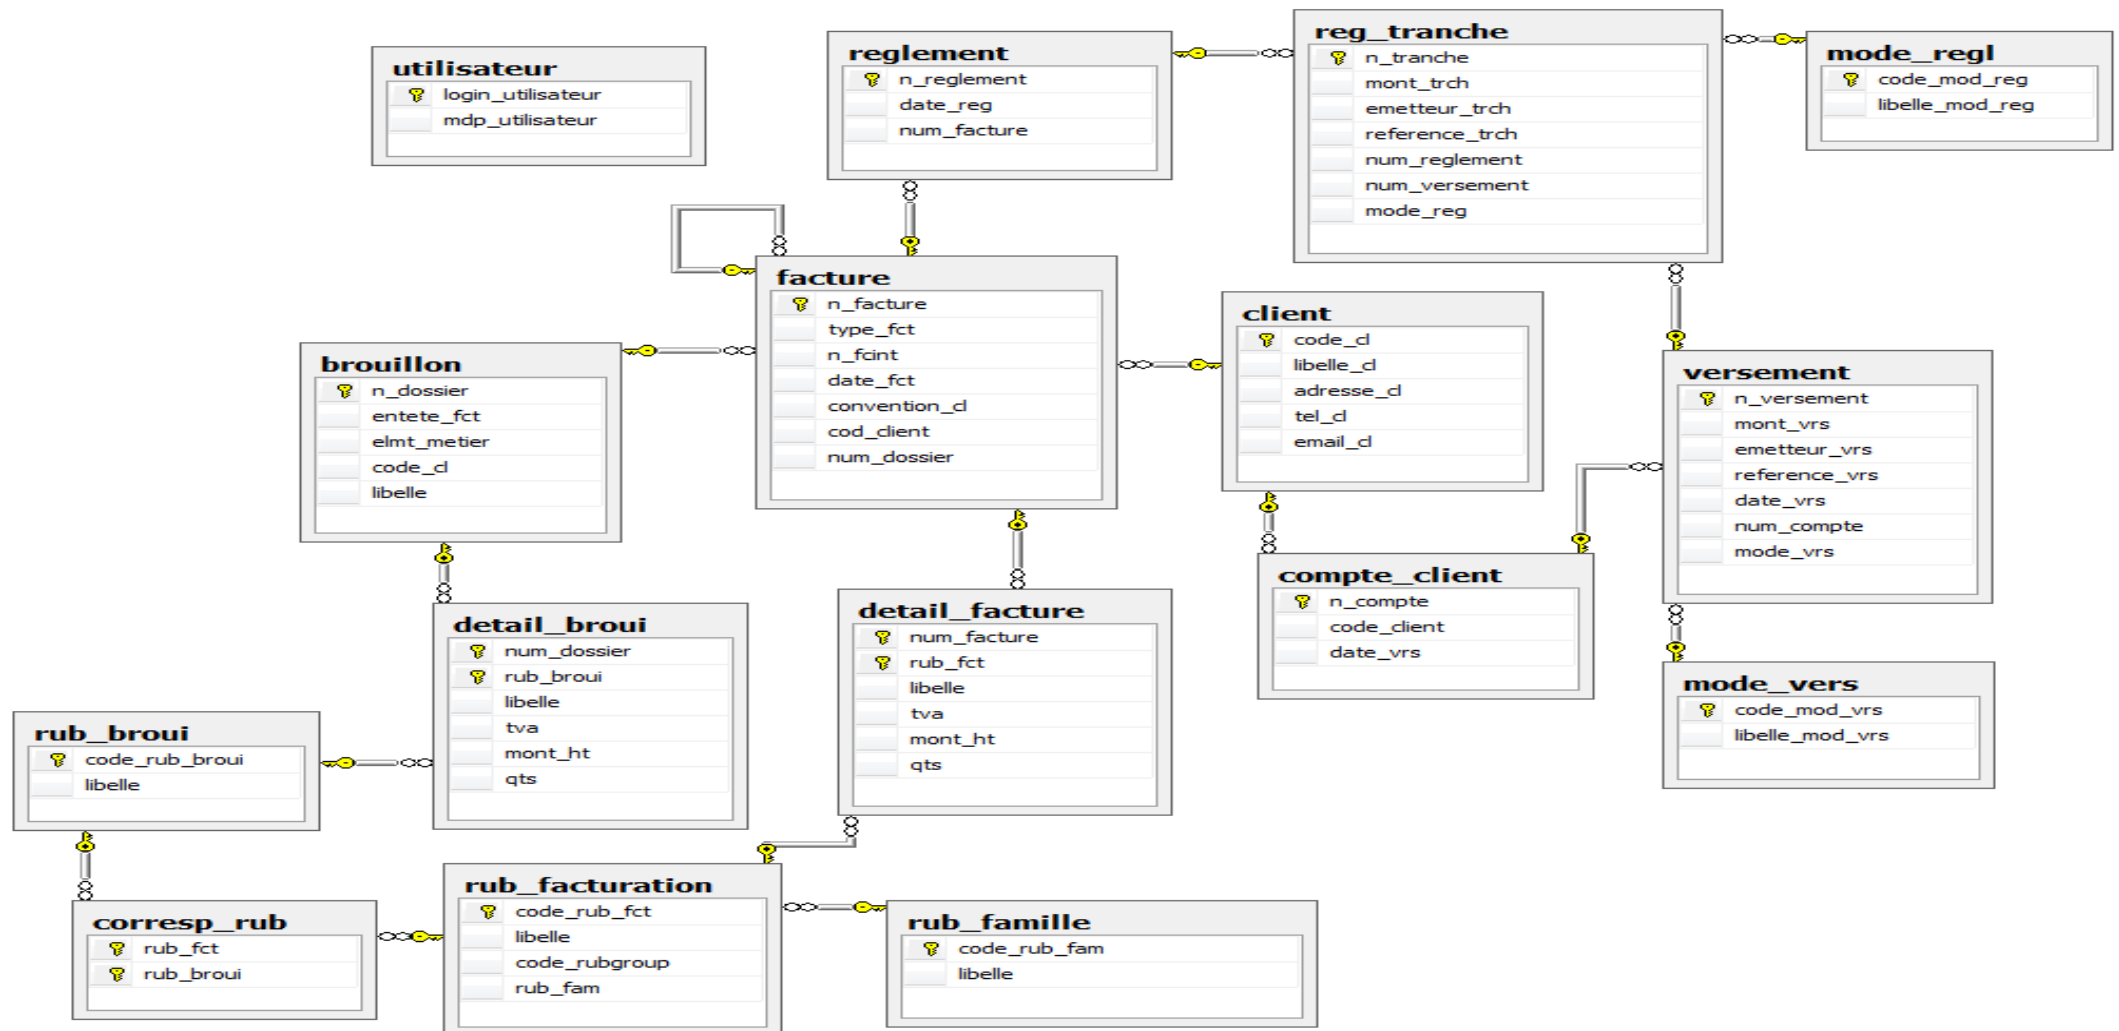 utilisateur
login_utilisateur
mdp_utilisateur
reglement
n_reglement
date_reg
num_facture
reg_tranche
n_tranche
mont_trch
emetteur_trch
reference_trch
num_reglement
num_versement
mode_reg
mode_regl
code_mod_reg
libelle_mod_reg
facture
n_facture
type_fct
n_fcint
date_fct
convention_cl
cod_client
num_dossier
client
code_cl
libelle_cl
adresse_cl
tel_cl
email_cl
brouillon
n_dossier
entete_fct
elmt_metier
code_cl
libelle
versement
n_versement
mont_vrs
emetteur_vrs
reference_vrs
date_vrs
num_compte
mode_vrs
compte_client
n_compte
code_client
date_vrs
detail_broui
num_dossier
rub_broui
libelle
tva
mont_ht
qts
detail_facture
num_facture
rub_fct
libelle
tva
mont_ht
qts
mode_vers
code_mod_vrs
libelle_mod_vrs
rub_broui
code_rub_broui
libelle
corresp_rub
rub_fct
rub_broui
rub_facturation
code_rub_fct
libelle
code_rubgroup
rub_fam
rub_famille
code_rub_fam
libelle